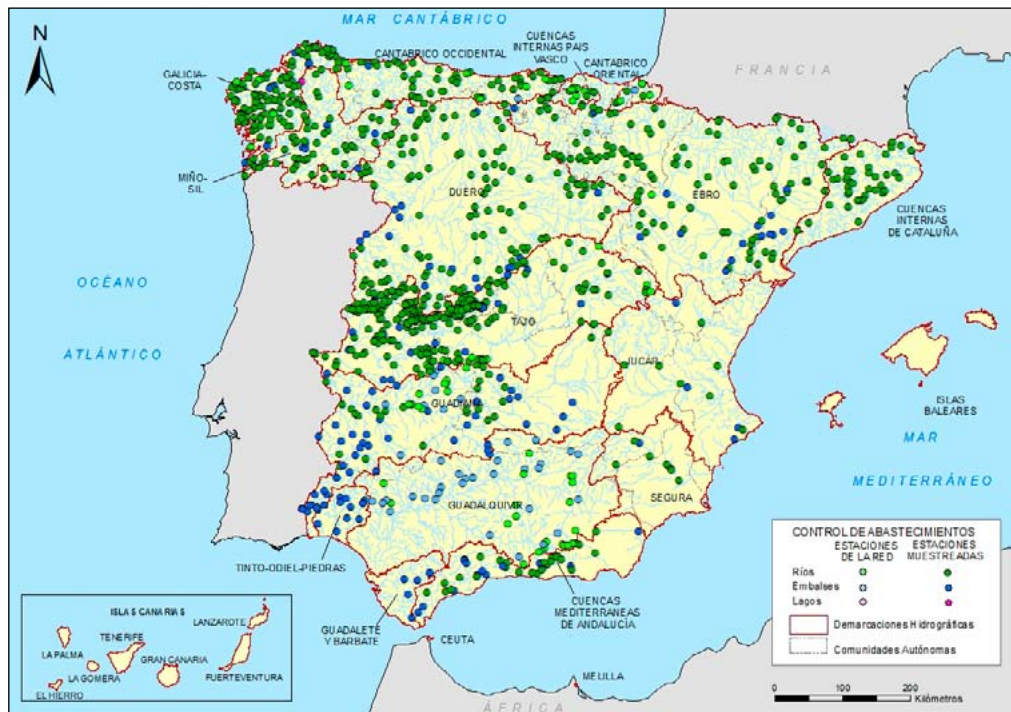 N
MAR CANTÁBRICO
CANTABRICO OCCIDENTAL
CUENCAS
INTERNAS PAIS
VASCO
CANTABRICO
ORIENTAL
FRANCIA
GALICIA-
COSTA
MIÑO-
SIL
DUERO
EBRO
CUENCAS
INTERNAS
DE CATALUÑA
OCÉANO
ATLÁNTICO
TAJO
JUCAR
ISLAS
BALEARES
GUADIANA
MAR
MEDITERRÁNEO
SEGURA
GUADALQUIVIR
TINTO-ODIEL-PIEDRAS
CUENCAS
MEDITERRANEAS
DE ANDALUCÍA
GUADALETE
Y BARBATE
CEUTA
MELILLA
ÁFRICA
ISLAS CANARIAS
LANZAROTE
LA PALMA
TENERIFE
LA GOMERA
GRAN CANARIA
FUERTEVENTURA
EL HIERRO
CONTROL DE ABASTECIMIENTOS
ESTACIONES
DE LA RED
ESTACIONES
MUESTREADAS
Ríos
Embalses
Lagos
Demarcaciones Hidrográficas
Comunidades Autónomas
0 50 100 200
Kilómetros